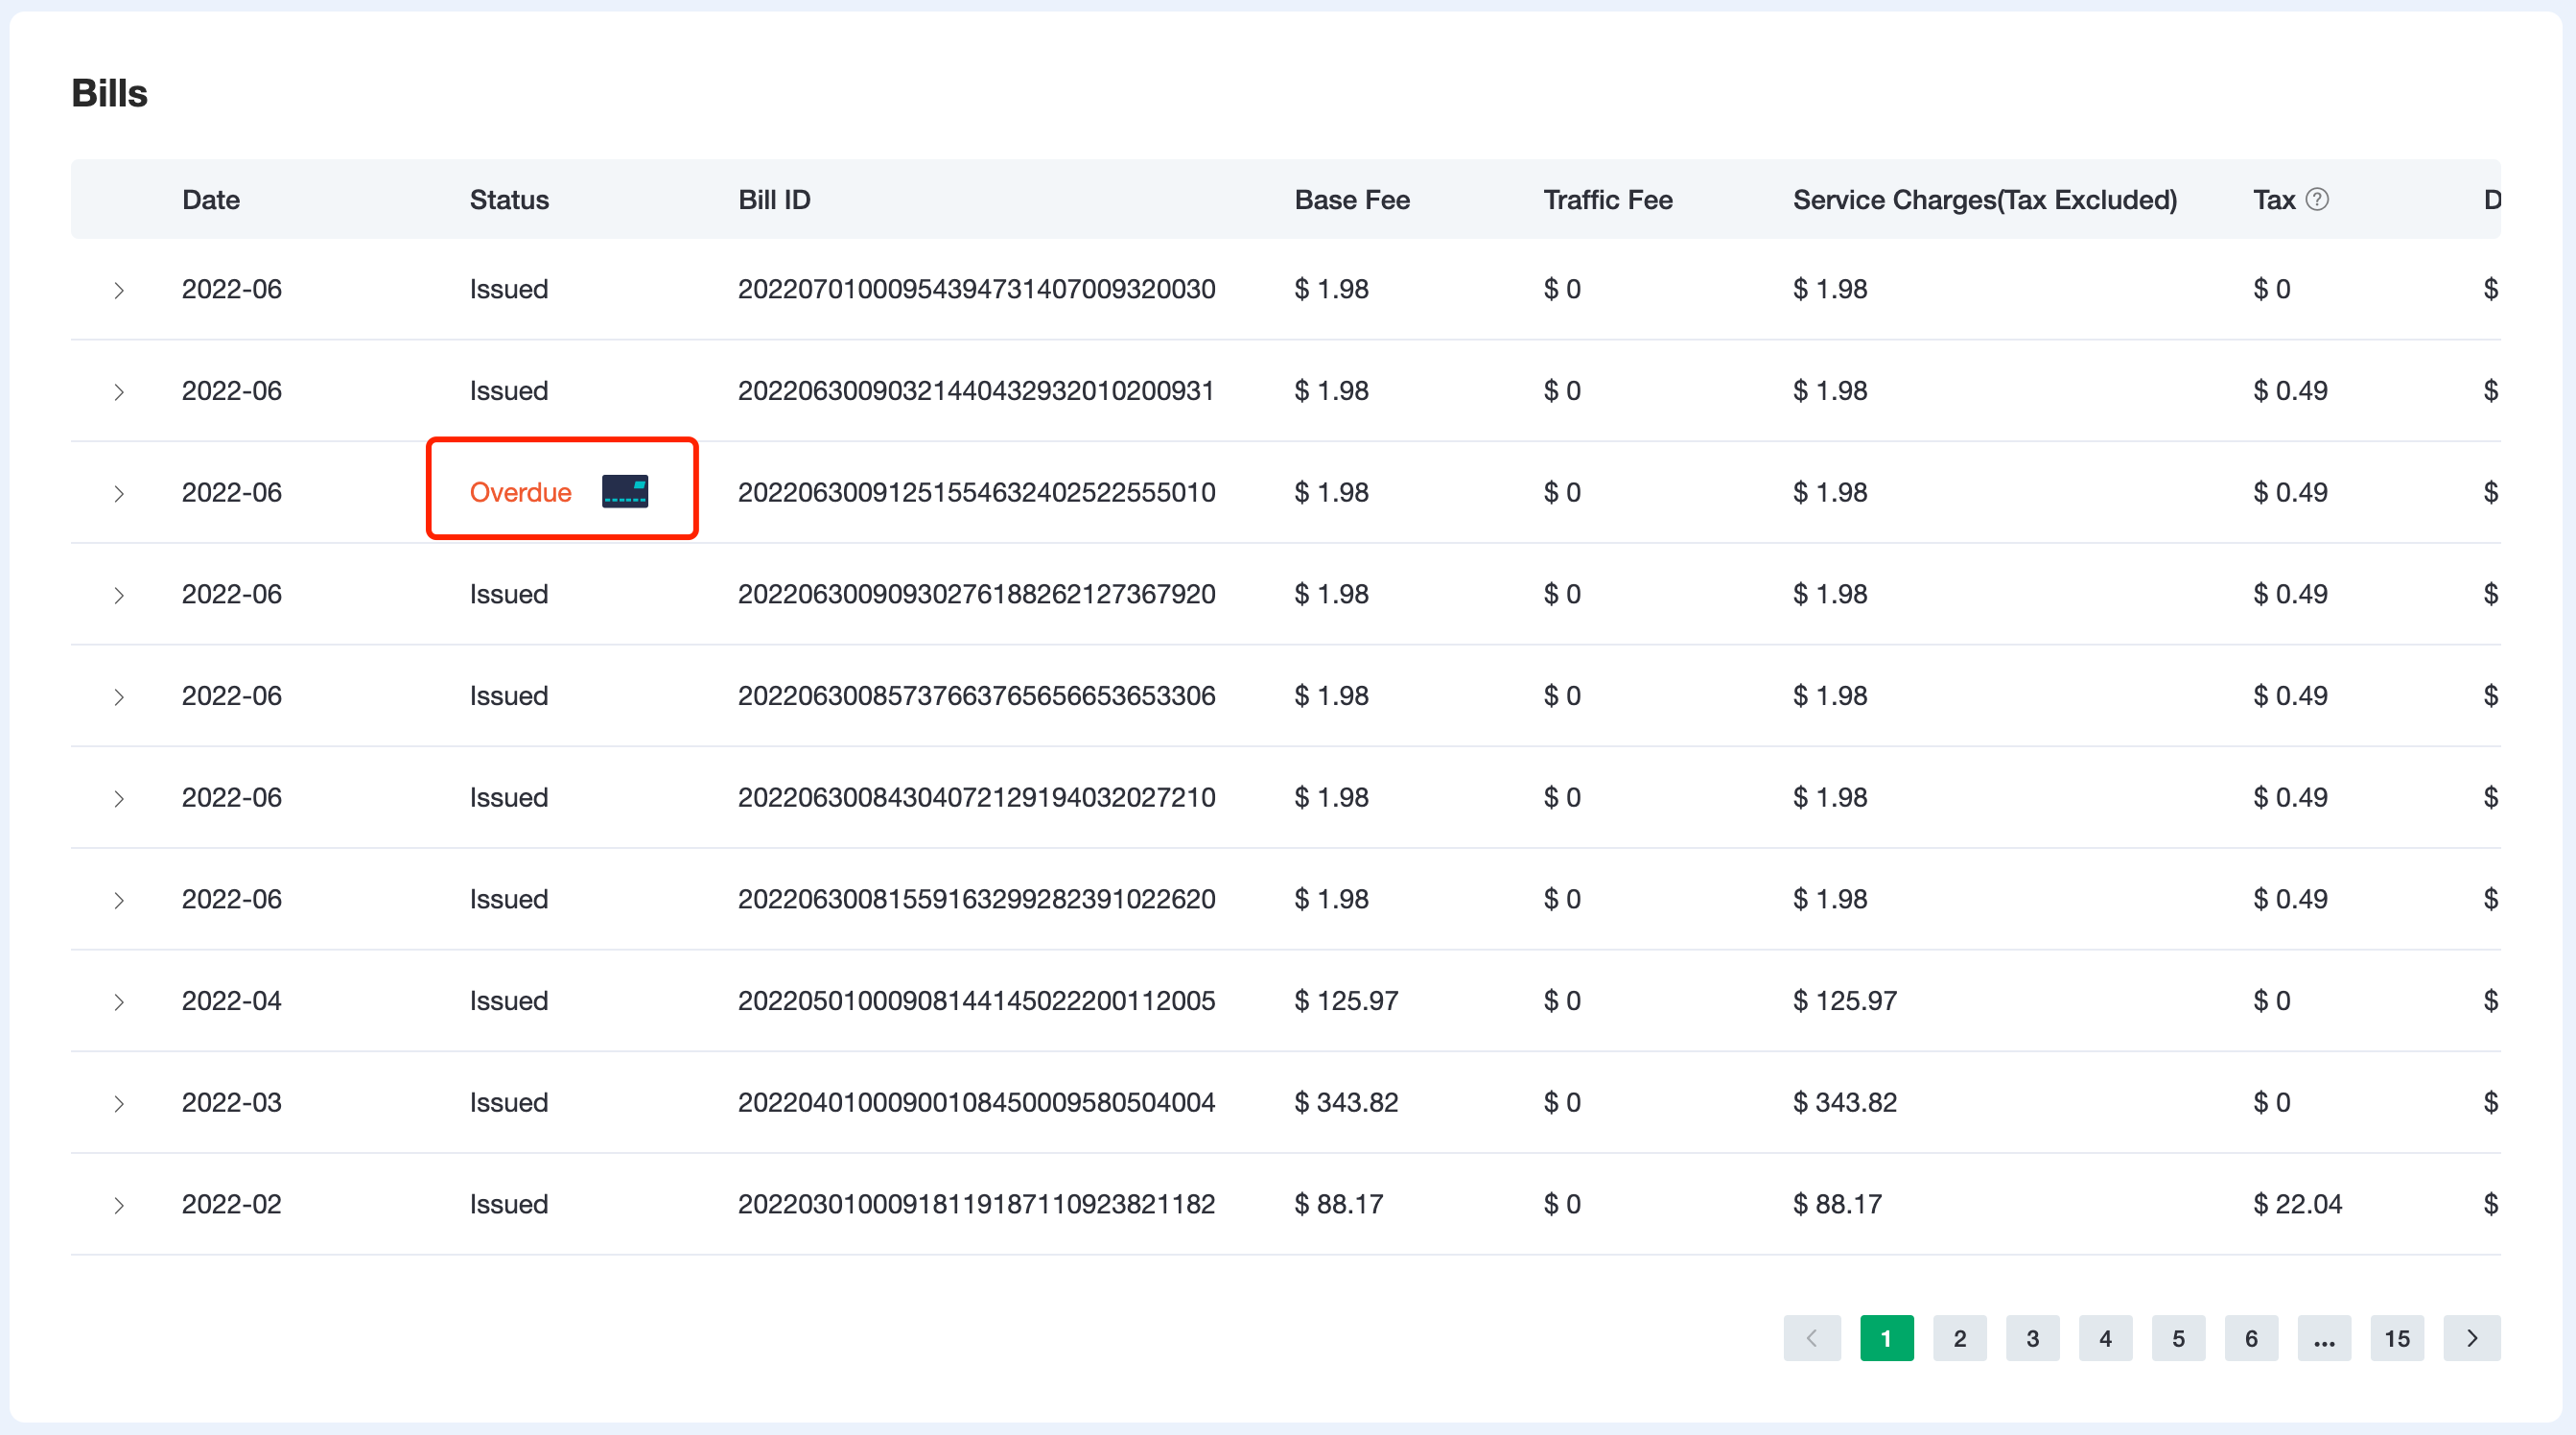 Bills
Date Status Bill ID Base Fee Traffic Fee Service Charges(Tax Excluded) Tax ? D
2022-06 Issued 2022070100095439473140700932​0030 $ 1.98 $ 0 $ 1.98 $ 0 $
2022-06 Issued 2022063009032144043293201020​0931 $ 1.98 $ 0 $ 1.98 $ 0.49 $
2022-06 Overdue 20220630091251554632402522555010 $ 1.98 $ 0 $ 1.98 $ 0.49 $
2022-06 Issued 20220630090930276188262127367920 $ 1.98 $ 0 $ 1.98 $ 0.49 $
2022-06 Issued 20220630085737663765656653653306 $ 1.98 $ 0 $ 1.98 $ 0.49 $
2022-06 Issued 20220630084304072129194032027210 $ 1.98 $ 0 $ 1.98 $ 0.49 $
2022-06 Issued 20220630081559163299282391022620 $ 1.98 $ 0 $ 1.98 $ 0.49 $
2022-04 Issued 20220501000908144145022200112005 $ 125.97 $ 0 $ 125.97 $ 0 $
2022-03 Issued 20220401000900108450009580504004 $ 343.82 $ 0 $ 343.82 $ 0 $
2022-02 Issued 20220301000918119187110923821182 $ 88.17 $ 0 $ 88.17 $ 22.04 $
1 2 3 4 5 6 ... 15